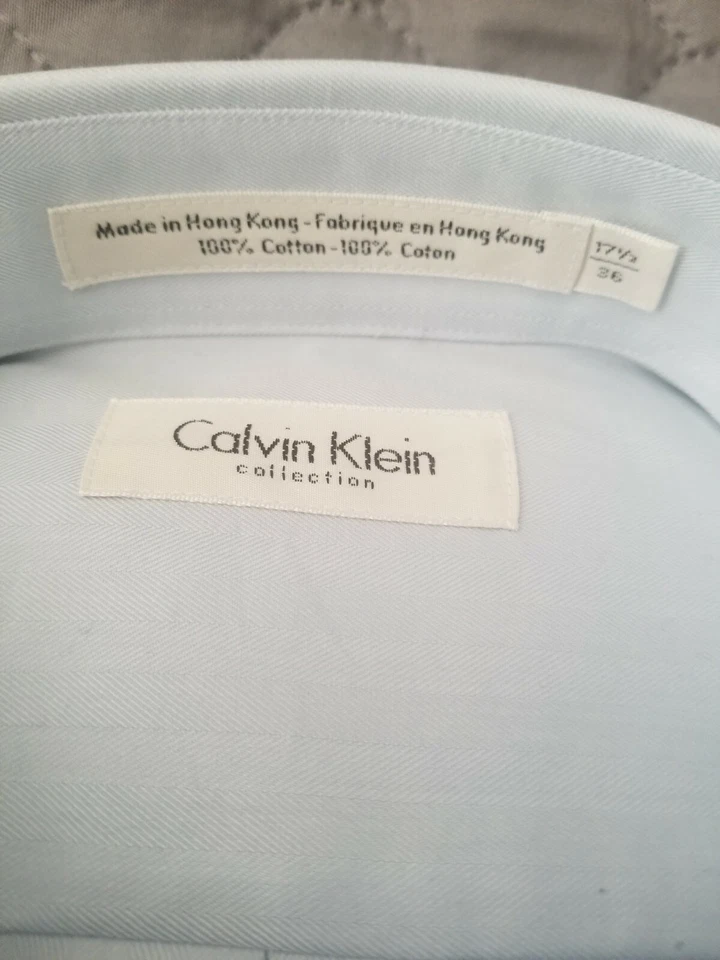 Made in Hong Kong - Fabrique en Hong Kong
100% Cotton - 100% Coton
17½
36
Calvin Klein
collection